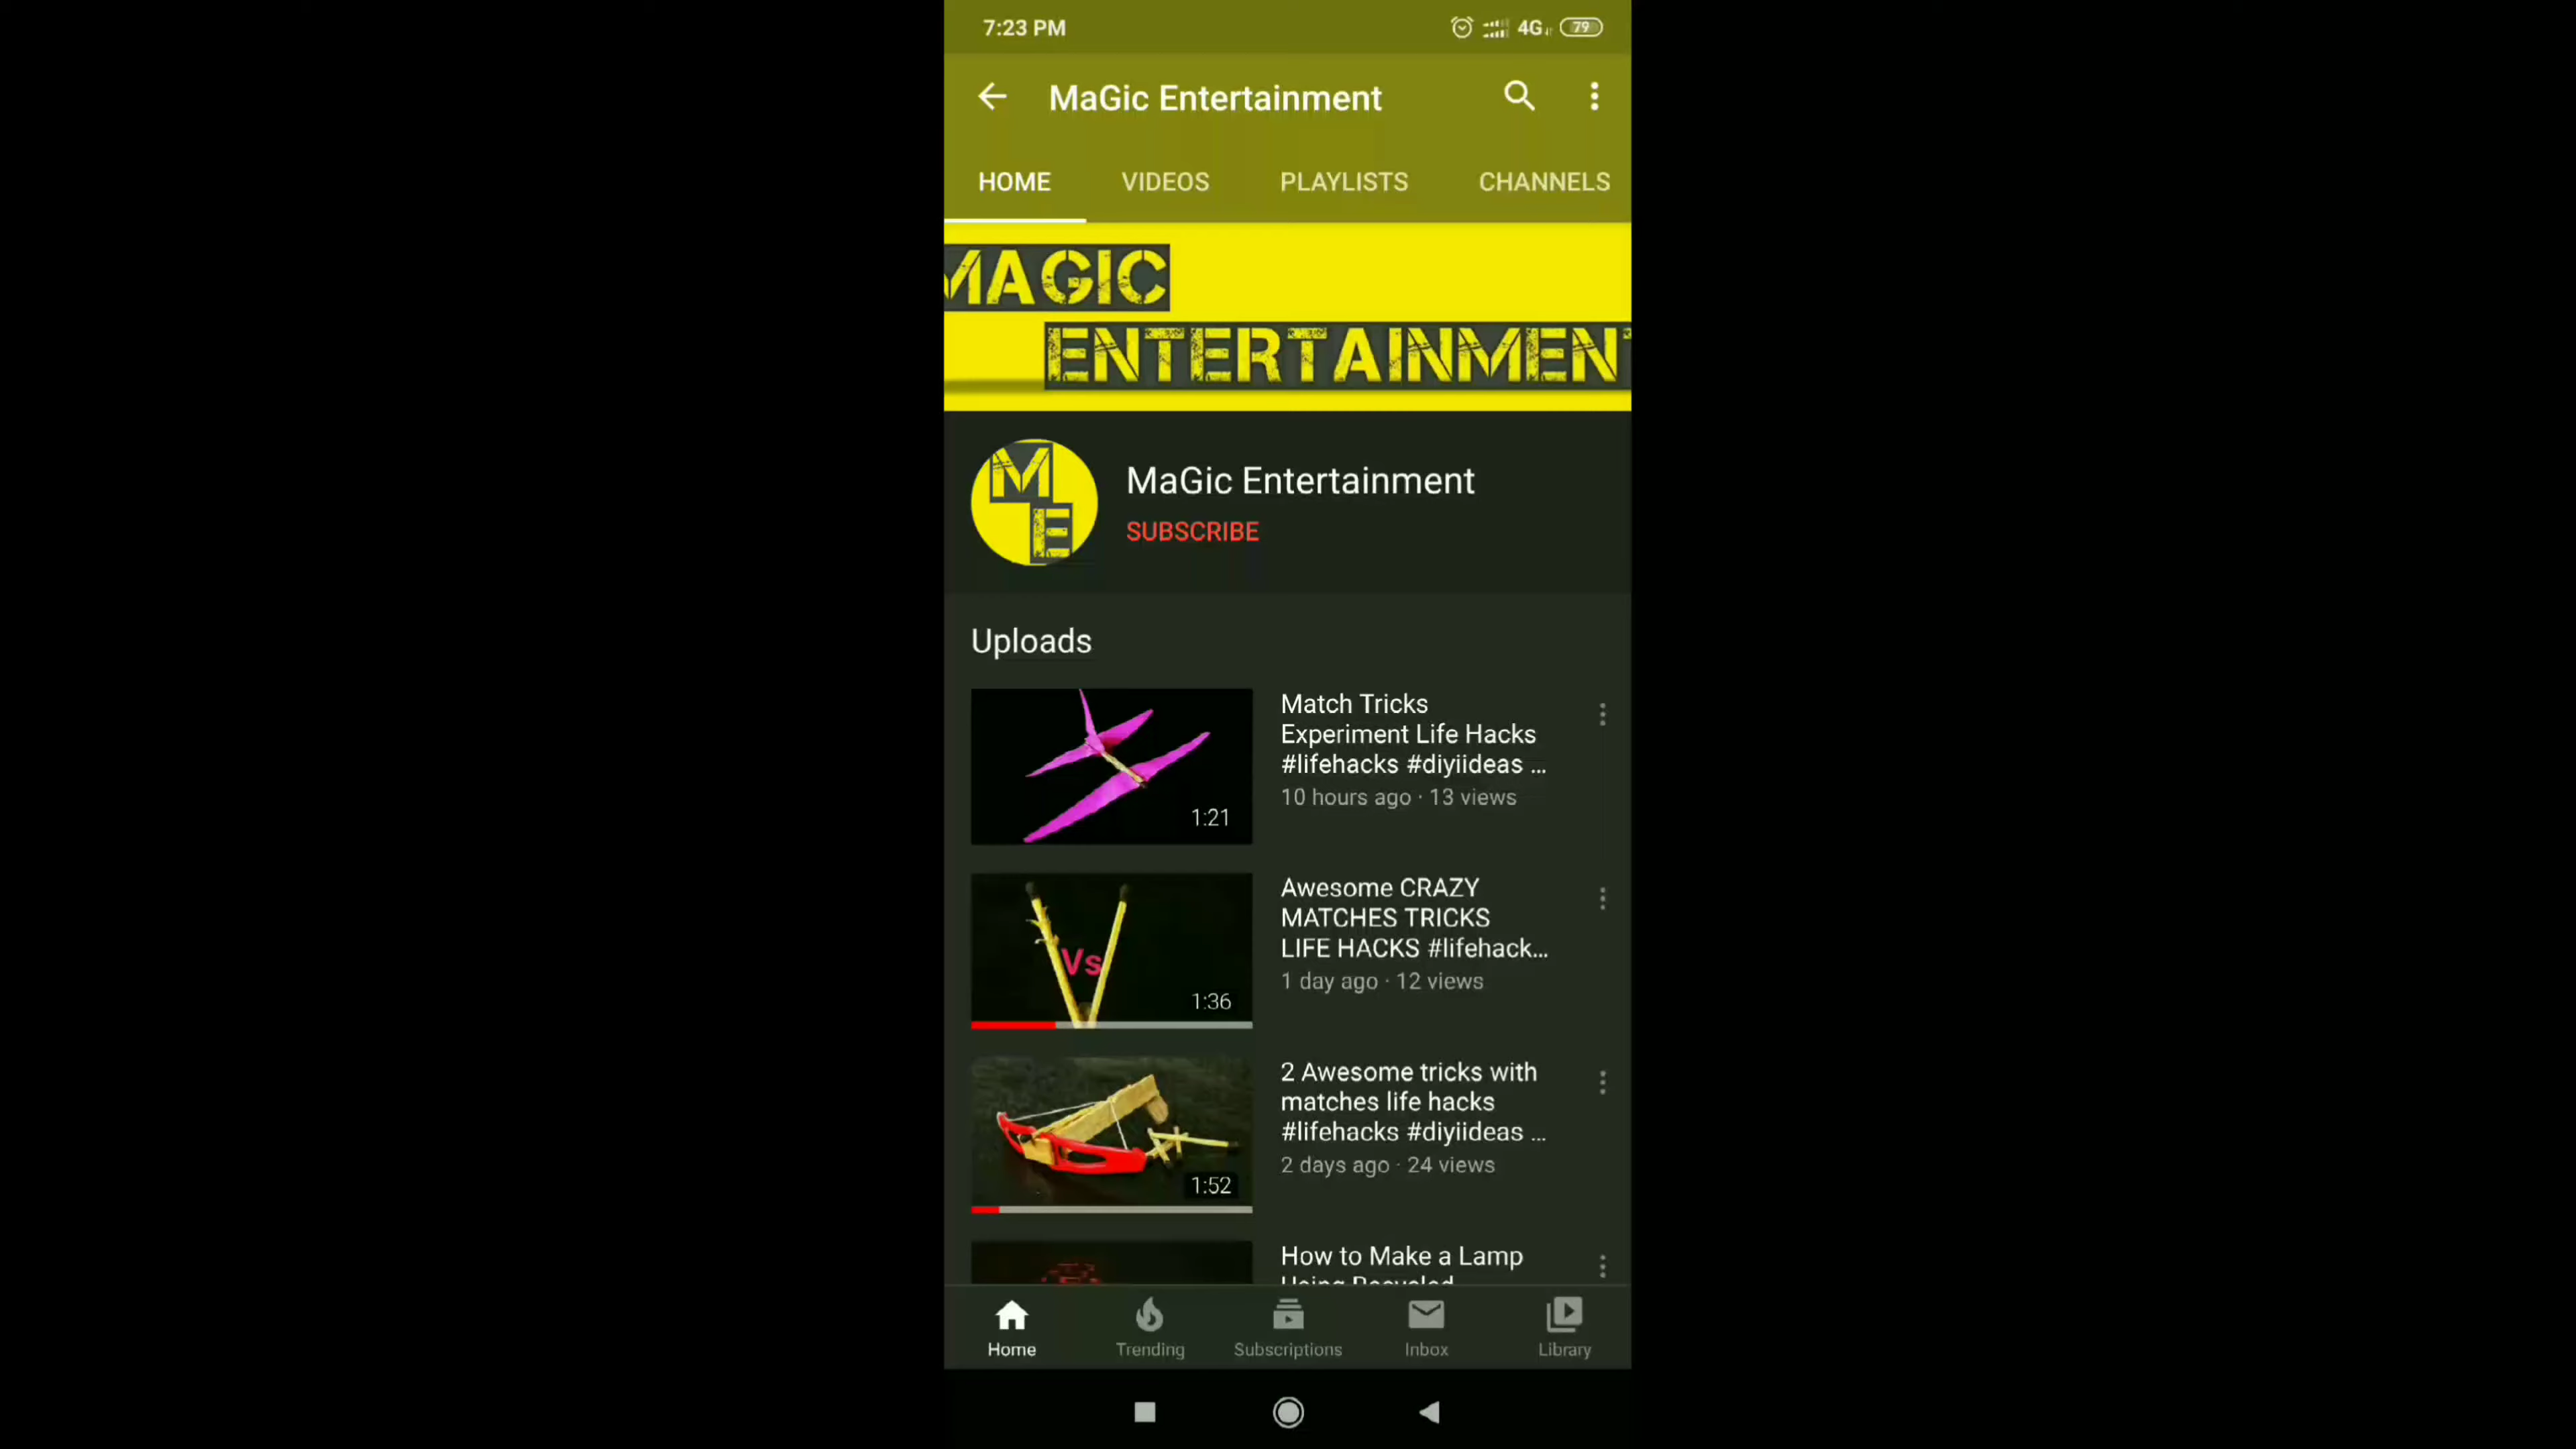 7:23 PM 4G 79
MaGic Entertainment
HOME VIDEOS PLAYLISTS CHANNELS
MAGIC
ENTERTAINMENT
M
E
MaGic Entertainment
SUBSCRIBE
Uploads
Match Tricks
Experiment Life Hacks
#lifehacks #diyiideas ...
10 hours ago · 13 views
1:21
Awesome CRAZY
MATCHES TRICKS
LIFE HACKS #lifehack...
1 day ago · 12 views
Vs
1:36
2 Awesome tricks with
matches life hacks
#lifehacks #diyiideas ...
2 days ago · 24 views
1:52
How to Make a Lamp
Using Recycled
Home Trending Subscriptions Inbox Library